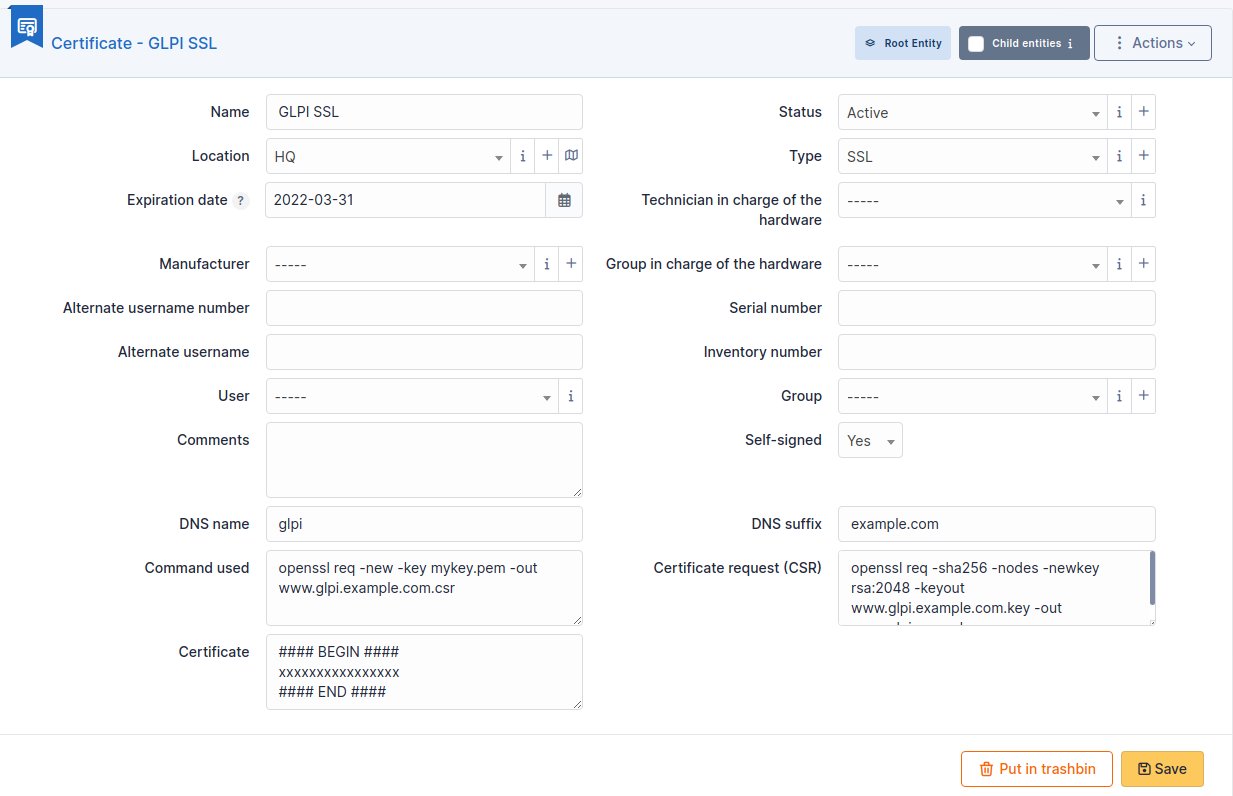 Certificate - GLPI SSL
Root Entity
Child entities i
Actions
Name
GLPI SSL
Status
Active
i +
Location
HQ
i +
Type
SSL
i +
Expiration date ?
2022-03-31
Technician in charge of the
hardware
-----
i
Manufacturer
-----
i +
Group in charge of the hardware
-----
i +
Alternate username number
Serial number
Alternate username
Inventory number
User
-----
i
Group
-----
i +
Comments
Self-signed
Yes
DNS name
glpi
DNS suffix
example.com
Command used
openssl req -new -key mykey.pem -out
www.glpi.example.com.csr
Certificate request (CSR)
openssl req -sha256 -nodes -newkey
rsa:2048 -keyout
www.glpi.example.com.key -out
Certificate
#### BEGIN ####
xxxxxxxxxxxxxxxx
#### END ####
Put in trashbin
Save